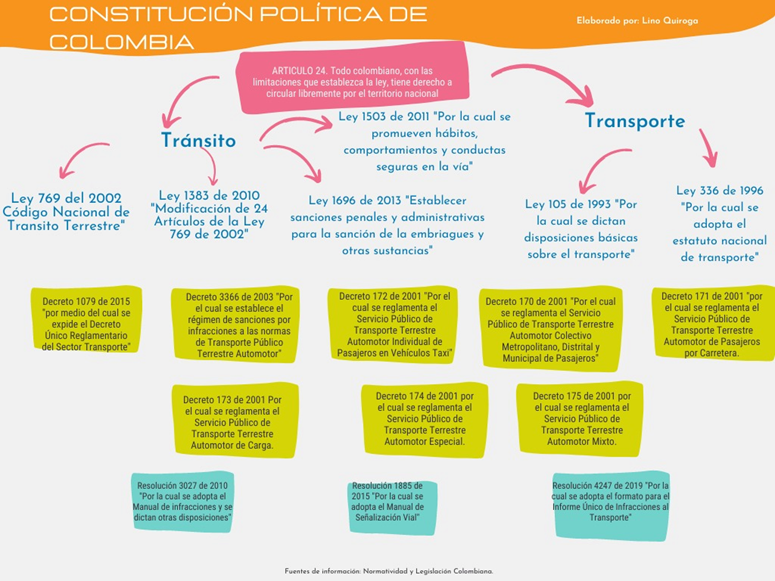 CONSTITUCIÓN POLÍTICA DE
COLOMBIA
Elaborado por: Lino Quiroga
ARTICULO 24. Todo colombiano, con las
limitaciones que establezca la ley, tiene derecho a
circular libremente por el territorio nacional
Tránsito
Ley 1503 de 2011 "Por la cual se
promueven hábitos,
comportamientos y conductas
seguras en la vía"
Transporte
Ley 769 del 2002
Código Nacional de
Transito Terrestre"
Ley 1383 de 2010
"Modificación de 24
Artículos de la Ley
769 de 2002"
Ley 1696 de 2013 "Establecer
sanciones penales y administrativas
para la sanción de la embriagues y
otras sustancias"
Ley 105 de 1993 "Por
la cual se dictan
disposiciones básicas
sobre el transporte"
Ley 336 de 1996
"Por la cual se
adopta el
estatuto nacional
de transporte"
Decreto 1079 de 2015
"por medio del cual se
expide el Decreto
Único Reglamentario
del Sector Transporte"
Decreto 3366 de 2003 "Por
el cual se establece el
régimen de sanciones por
infracciones a las normas
de Transporte Público
Terrestre Automotor"
Decreto 172 de 2001 "Por el
cual se reglamenta el
Servicio Público de
Transporte Terrestre
Automotor Individual de
Pasajeros en Vehículos Taxi"
Decreto 170 de 2001 "Por el cual
se reglamenta el Servicio
Público de Transporte Terrestre
Automotor Colectivo
Metropolitano, Distrital y
Municipal de Pasajeros"
Decreto 171 de 2001 "por
el cual se reglamenta el
Servicio Público de
Transporte Terrestre
Automotor de Pasajeros
por Carretera.
Decreto 173 de 2001 Por
el cual se reglamenta el
Servicio Público de
Transporte Terrestre
Automotor de Carga.
Decreto 174 de 2001 por
el cual se reglamenta el
Servicio Público de
Transporte Terrestre
Automotor Especial.
Decreto 175 de 2001 por
el cual se reglamenta el
Servicio Público de
Transporte Terrestre
Automotor Mixto.
Resolución 3027 de 2010
"Por la cual se adopta el
Manual de infracciones y se
dictan otras disposiciones"
Resolución 1885 de
2015 "Por la cual se
adopta el Manual de
Señalización Vial"
Resolución 4247 de 2019 "Por la
cual se adopta el formato para el
Informe Único de Infracciones al
Transporte"
Fuentes de información: Normatividad y Legislación Colombiana.